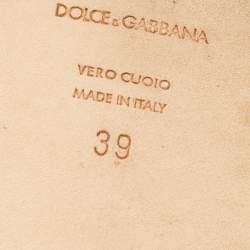 DOLCE & GABBANA
VERO CUOIO
MADE IN ITALY
39